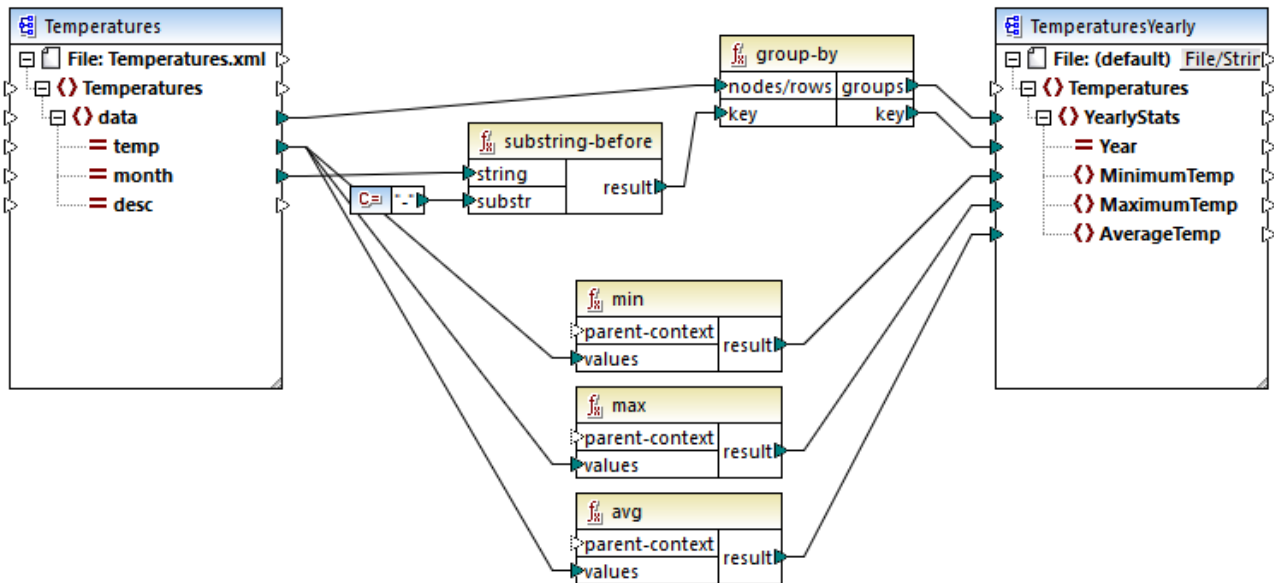 Temperatures
File: Temperatures.xml
Temperatures
data
temp
month
desc
C= "-"
substring-before
string
substr
result
group-by
nodes/rows groups
key key
min
parent-context
values
result
max
parent-context
values
result
avg
parent-context
values
result
TemperaturesYearly
File: (default) File/Strin
Temperatures
YearlyStats
Year
MinimumTemp
MaximumTemp
AverageTemp